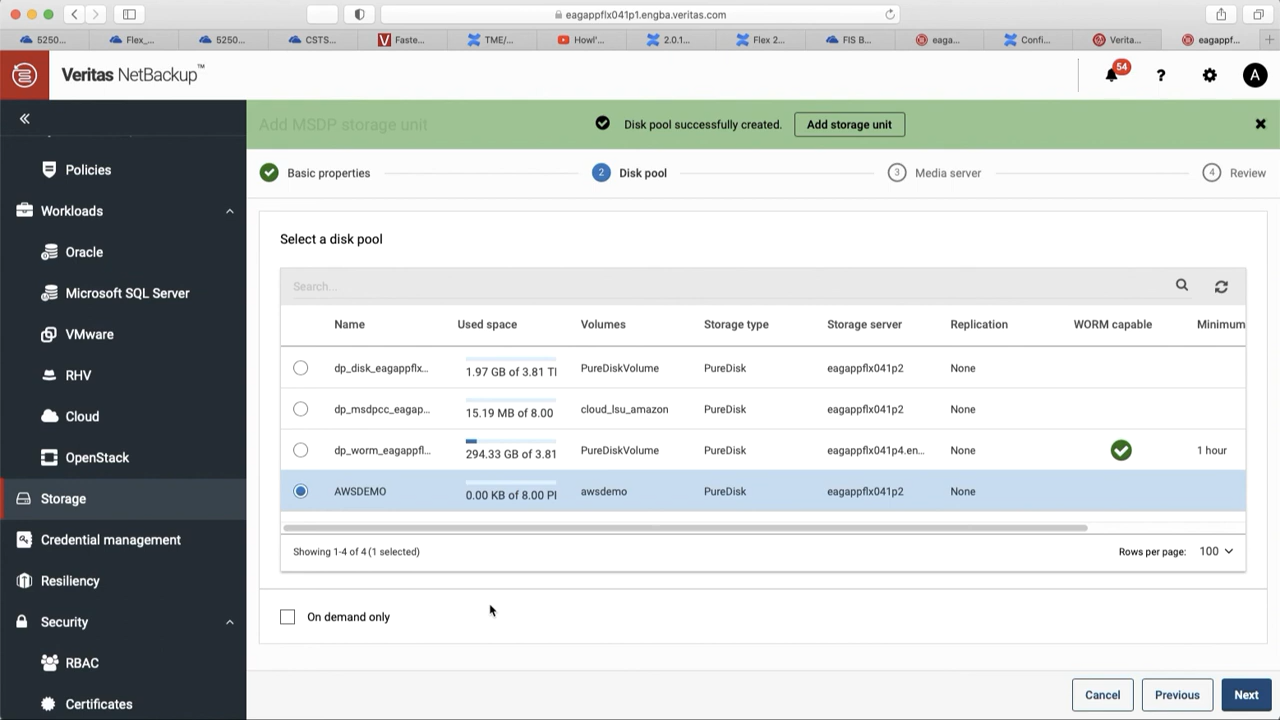 eagappflx041p1.engba.veritas.com
5250...
Flex_...
5250...
CSTS...
Faste...
TME/...
Howl'...
2.0.1...
Flex 2...
FIS B...
eaga...
Confi...
Verita...
eagappf...
Veritas NetBackup™
54
?
A
Add MSDP storage unit
Disk pool successfully created.
Add storage unit
Policies
Workloads
Oracle
Microsoft SQL Server
VMware
RHV
Cloud
OpenStack
Storage
Credential management
Resiliency
Security
RBAC
Certificates
Basic properties
2 Disk pool
3 Media server
4 Review
Select a disk pool
Search...
Name Used space Volumes Storage type Storage server Replication WORM capable Minimum
dp_disk_eagappflx... 1.97 GB of 3.81 TI PureDiskVolume PureDisk eagappflx041p2 None
dp_msdpcc_eagap... 15.19 MB of 8.00 cloud_lsu_amazon PureDisk eagappflx041p2 None
dp_worm_eagappfl... 294.33 GB of 3.81 PureDiskVolume PureDisk eagappflx041p4.en... None 1 hour
AWSDEMO 0.00 KB of 8.00 PI awsdemo PureDisk eagappflx041p2 None
Showing 1-4 of 4 (1 selected)
Rows per page: 100
On demand only
Cancel
Previous
Next